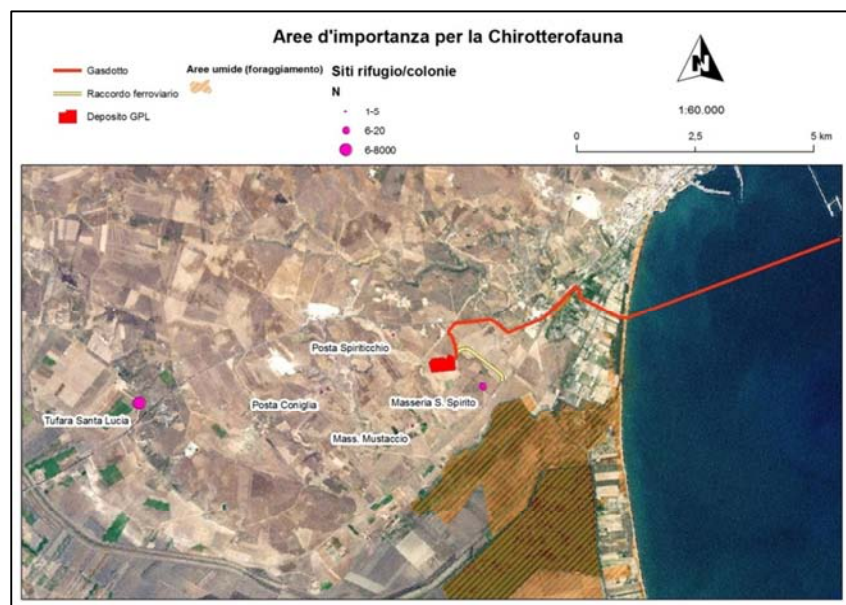 Aree d'importanza per la Chirotterofauna
Gasdotto
Raccordo ferroviario
Deposito GPL
Aree umide (foraggiamento)
Siti rifugio/colonie
N
1-5
6-20
6-8000
N
1:60.000
0 2,5 5 km
Posta Spiriticchio
Posta Coniglia
Masseria S. Spirito
Tufara Santa Lucia
Mass. Mustaccio